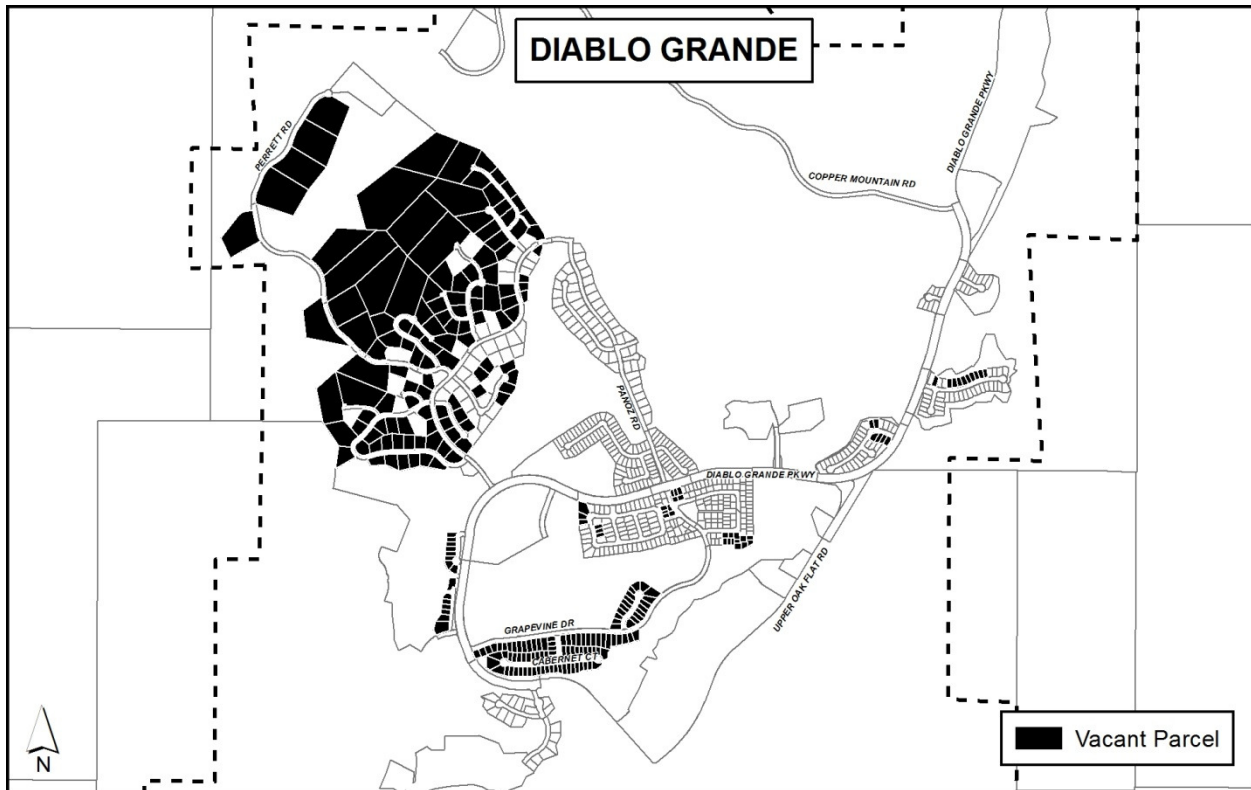 DIABLO GRANDE
PERRETT RD
DIABLO GRANDE PKWY
COPPER MOUNTAIN RD
PANOZ RD
DIABLO GRANDE PKWY
UPPER OAK FLAT RD
GRAPEVINE DR
CABERNET CT
N
Vacant Parcel